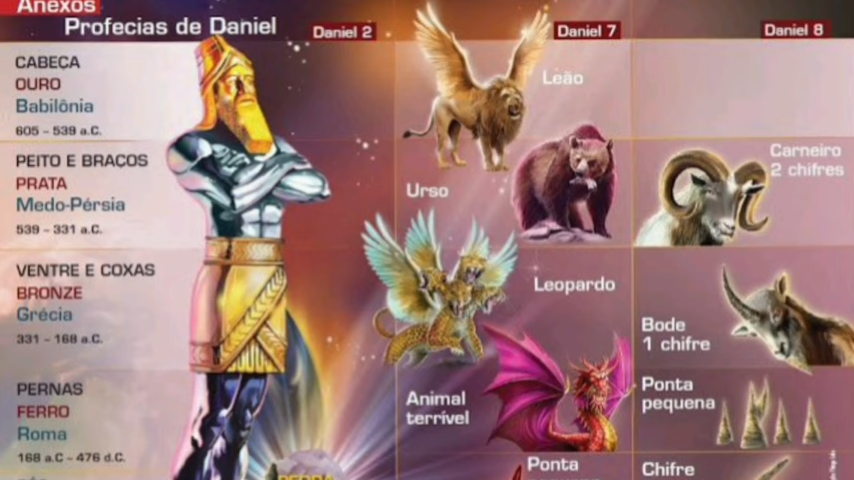 Anexos
Profecias de Daniel
Daniel 2
Daniel 7
Daniel 8
CABEÇA
OURO
Babilônia
605 - 539 a.C.
Leão
PEITO E BRAÇOS
PRATA
Medo-Pérsia
539 - 331 a.C.
Urso
Carneiro
2 chifres
VENTRE E COXAS
BRONZE
Grécia
331 - 168 a.C.
Leopardo
Bode
1 chifre
PERNAS
FERRO
Roma
168 a.C - 476 d.C.
Animal
terrível
Ponta
pequena
PEDRA
Ponta
Chifre